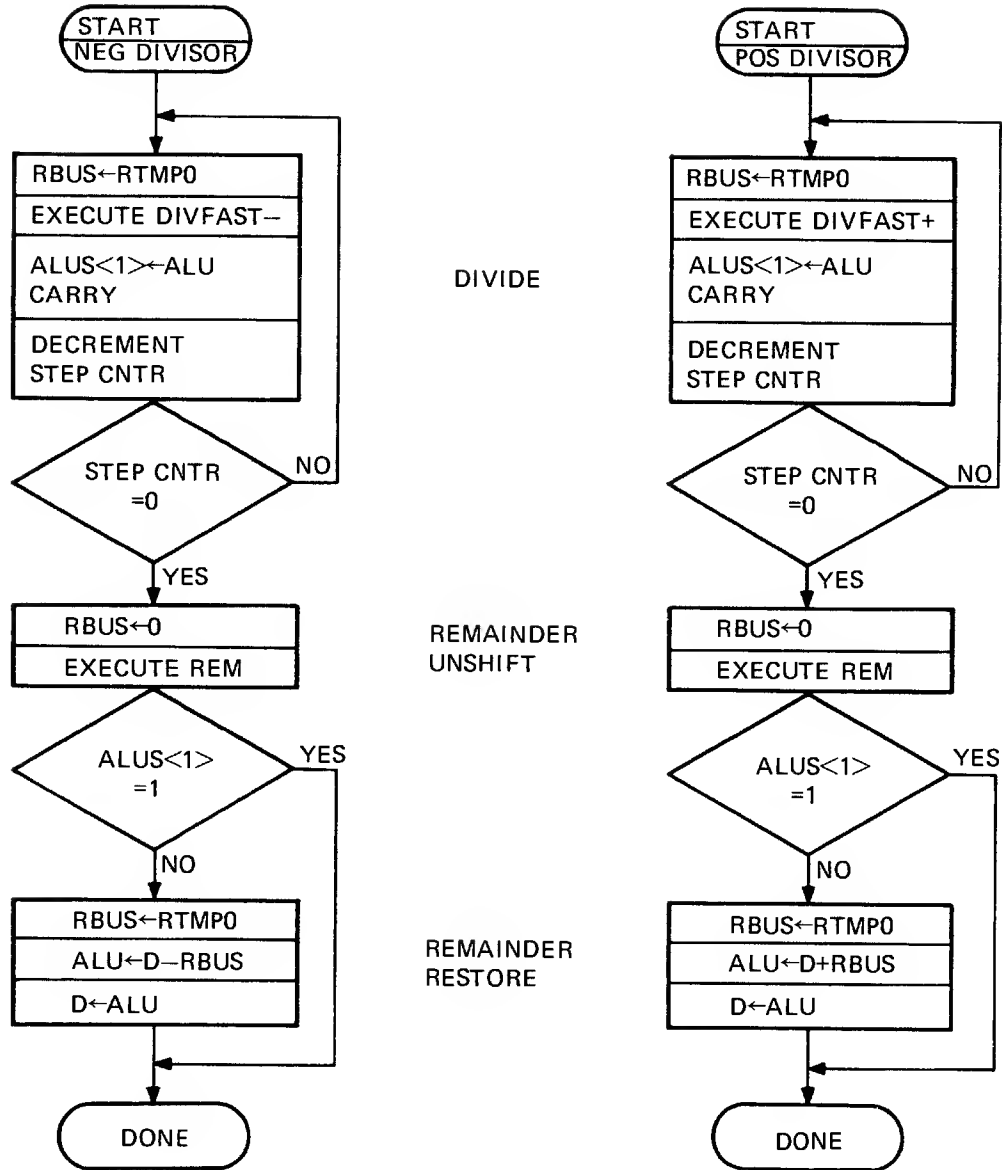 START
NEG DIVISOR
RBUS←RTMP0
EXECUTE DIVFAST−
ALUS<1>←ALU
CARRY
DECREMENT
STEP CNTR
STEP CNTR
=0
NO
YES
RBUS←0
EXECUTE REM
ALUS<1>
=1
YES
NO
RBUS←RTMP0
ALU←D−RBUS
D←ALU
DONE
DIVIDE
REMAINDER
UNSHIFT
REMAINDER
RESTORE
START
POS DIVISOR
RBUS←RTMP0
EXECUTE DIVFAST+
ALUS<1>←ALU
CARRY
DECREMENT
STEP CNTR
STEP CNTR
=0
NO
YES
RBUS←0
EXECUTE REM
ALUS<1>
=1
YES
NO
RBUS←RTMP0
ALU←D+RBUS
D←ALU
DONE